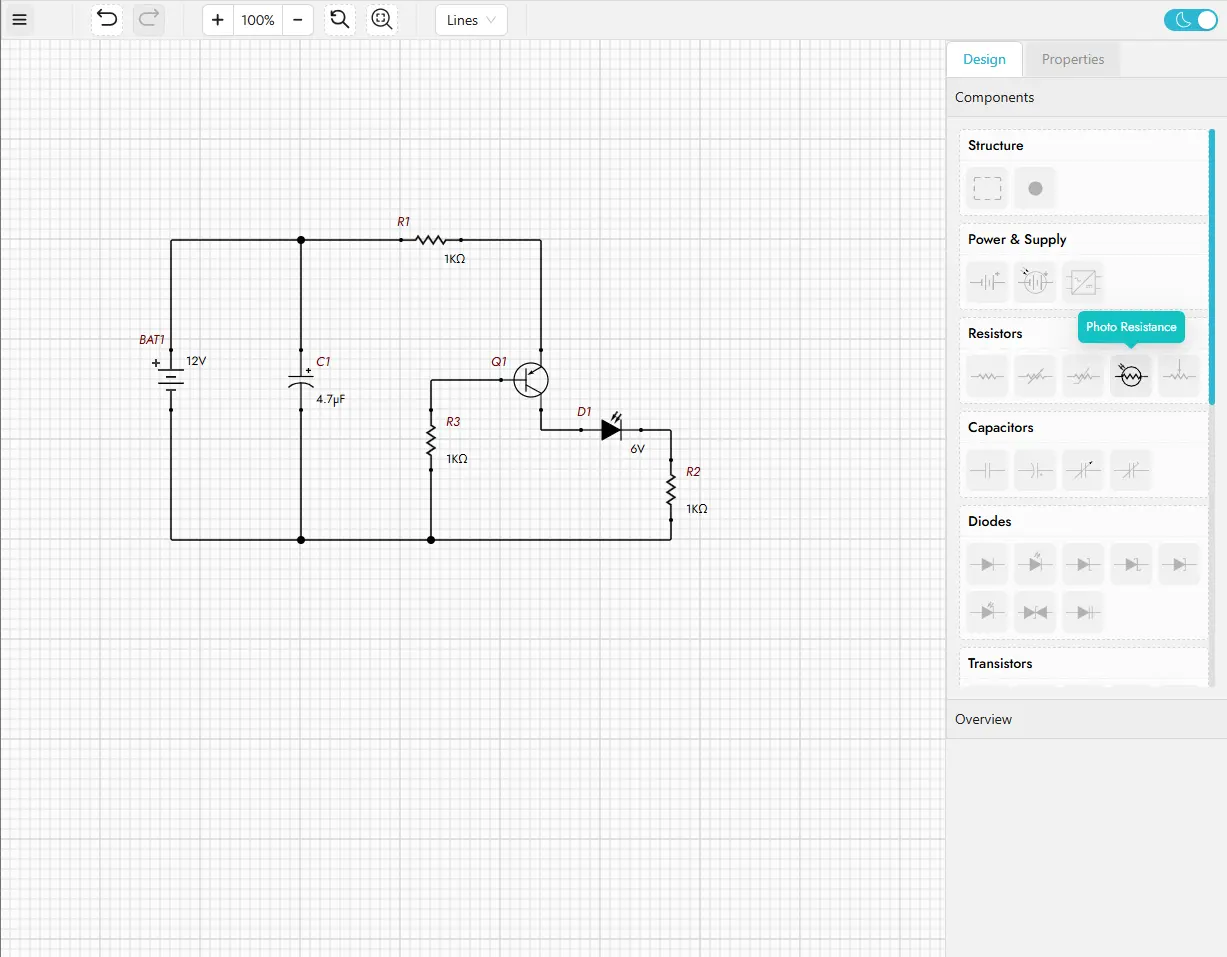 100%
Lines
Design
Properties
Components
Structure
Power & Supply
Photo Resistance
Resistors
Capacitors
Diodes
Transistors
Overview
R1
1KΩ
BAT1
12V
C1
4.7µF
Q1
R3
1KΩ
D1
6V
R2
1KΩ